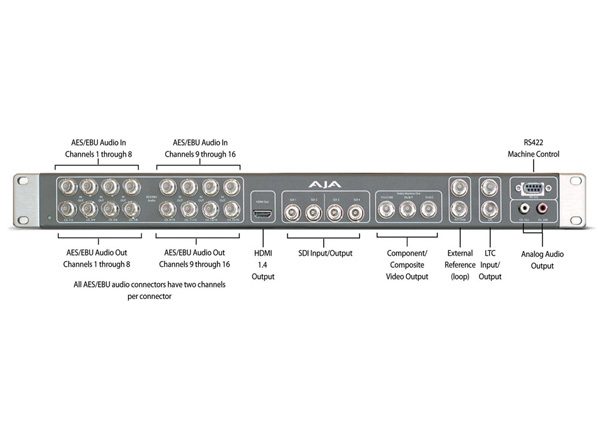 AES/EBU Audio In
Channels 1 through 8
AES/EBU Audio In
Channels 9 through 16
RS422
Machine Control
AJA
AES/EBU Audio Out
Channels 1 through 8
AES/EBU Audio Out
Channels 9 through 16
HDMI
1.4
Output
SDI Input/Output
Component/
Composite
Video Output
External
Reference
(loop)
LTC
Input/
Output
Analog Audio
Output
All AES/EBU audio connectors have two channels
per connector